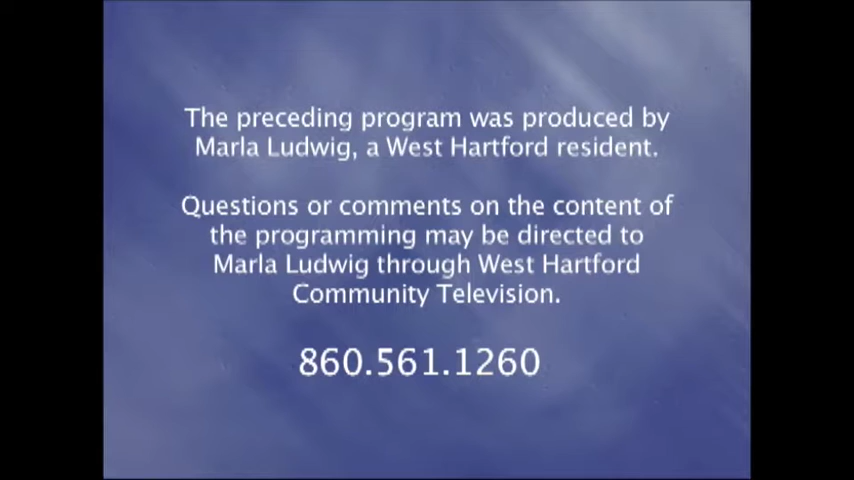 The preceding program was produced by
Marla Ludwig, a West Hartford resident.
Questions or comments on the content of
the programming may be directed to
Marla Ludwig through West Hartford
Community Television.
860.561.1260